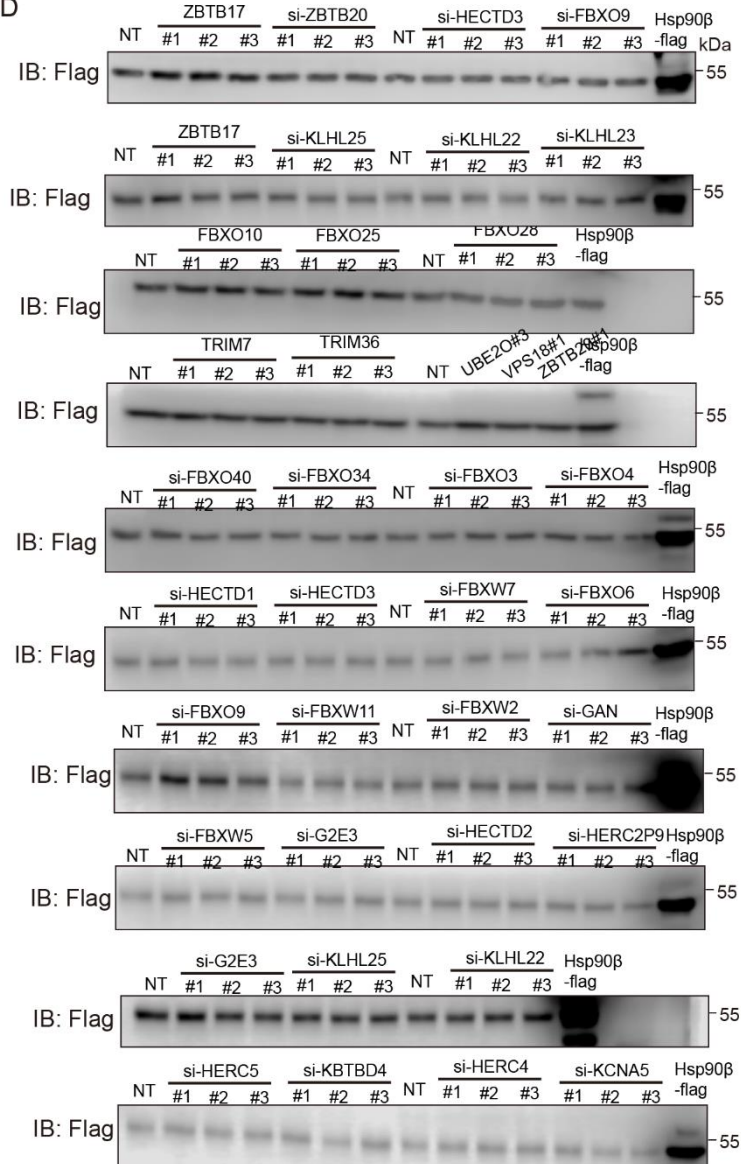 D
ZBTB17 si-ZBTB20 si-HECTD3 si-FBXO9 Hsp90β
NT #1 #2 #3 #1 #2 #3 NT #1 #2 #3 #1 #2 #3 -flag kDa
IB: Flag 55
ZBTB17 si-KLHL25 si-KLHL22 si-KLHL23
NT #1 #2 #3 #1 #2 #3 NT #1 #2 #3 #1 #2 #3
IB: Flag 55
FBXO10 FBXO25 FBXO28 Hsp90β
NT #1 #2 #3 #1 #2 #3 NT #1 #2 #3 -flag
IB: Flag 55
TRIM7 TRIM36 UBE2O#3 VPS18#1 ZBTB20#1 Hsp90β
NT #1 #2 #3 #1 #2 #3 NT -flag
IB: Flag 55
si-FBXO40 si-FBXO34 si-FBXO3 si-FBXO4 Hsp90β
NT #1 #2 #3 #1 #2 #3 NT #1 #2 #3 #1 #2 #3 -flag
IB: Flag 55
si-HECTD1 si-HECTD3 si-FBXW7 si-FBXO6 Hsp90β
NT #1 #2 #3 #1 #2 #3 NT #1 #2 #3 #1 #2 #3 -flag
IB: Flag 55
si-FBXO9 si-FBXW11 si-FBXW2 si-GAN Hsp90β
NT #1 #2 #3 #1 #2 #3 NT #1 #2 #3 #1 #2 #3 -flag
IB: Flag 55
si-FBXW5 si-G2E3 si-HECTD2 si-HERC2P9 Hsp90β
NT #1 #2 #3 #1 #2 #3 NT #1 #2 #3 #1 #2 #3 -flag
IB: Flag 55
si-G2E3 si-KLHL25 si-KLHL22 Hsp90β
NT #1 #2 #3 #1 #2 #3 NT #1 #2 #3 -flag
IB: Flag 55
si-HERC5 si-KBTBD4 si-HERC4 si-KCNA5 Hsp90β
NT #1 #2 #3 #1 #2 #3 NT #1 #2 #3 #1 #2 #3 -flag
IB: Flag 55